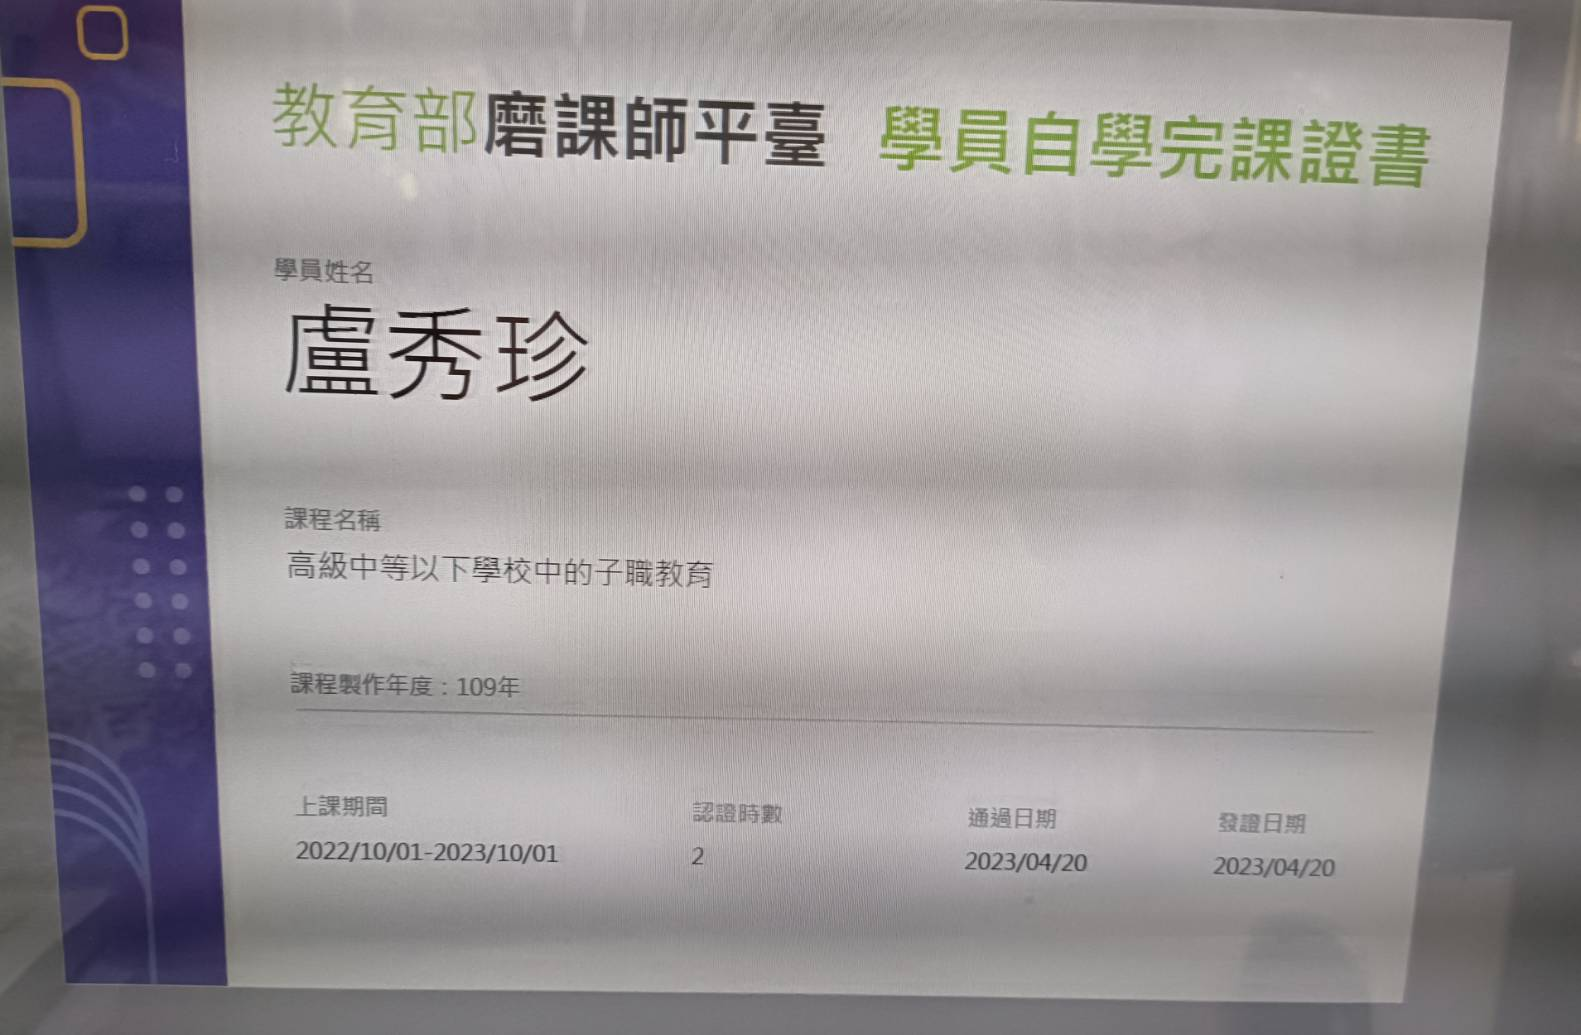 教育部磨課師平臺 學員自學完課證書
學員姓名
盧秀珍
課程名稱
高級中等以下學校中的子職教育
課程製作年度：109年
上課期間 認證時數 通過日期 發證日期
2022/10/01-2023/10/01 2 2023/04/20 2023/04/20